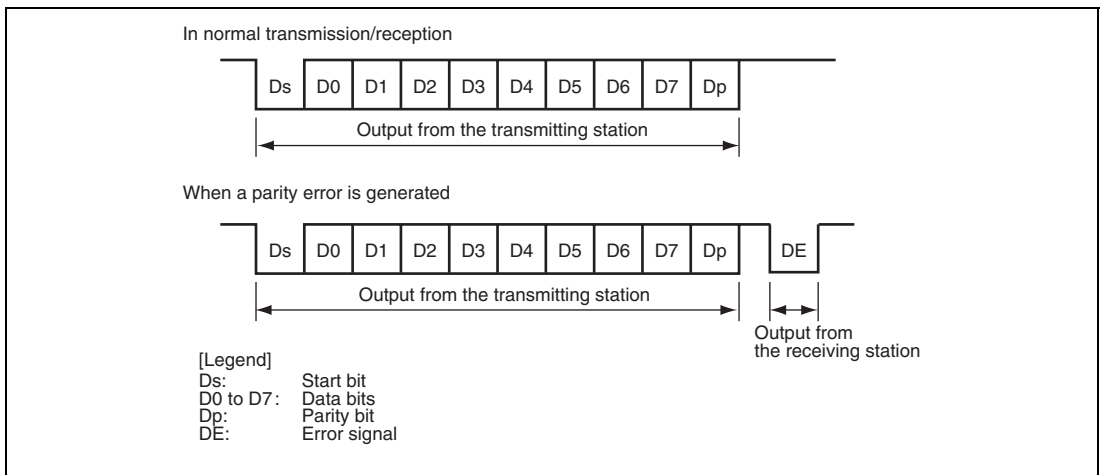 In normal transmission/reception
Ds D0 D1 D2 D3 D4 D5 D6 D7 Dp
Output from the transmitting station
When a parity error is generated
Ds D0 D1 D2 D3 D4 D5 D6 D7 Dp DE
Output from the transmitting station
Output from
the receiving station
[Legend]
Ds: Start bit
D0 to D7: Data bits
Dp: Parity bit
DE: Error signal